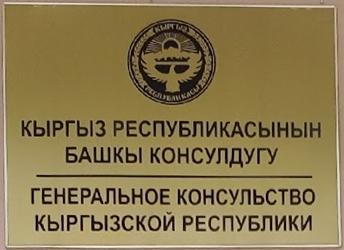 КЫРГЫЗ
РЕСПУБЛИКАСЫ
КЫРГЫЗ РЕСПУБЛИКАСЫНЫН
БАШКЫ КОНСУЛДУГУ
ГЕНЕРАЛЬНОЕ КОНСУЛЬСТВО
КЫРГЫЗСКОЙ РЕСПУБЛИКИ